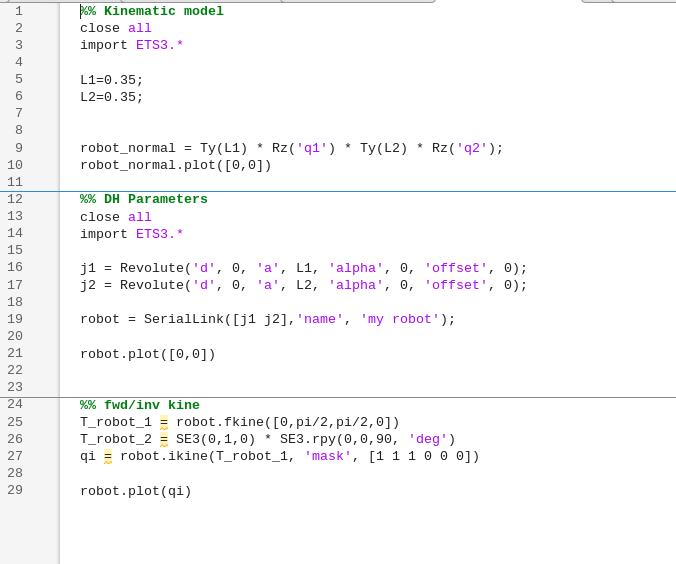 1 %% Kinematic model
2 close all
3 import ETS3.*
4
5 L1=0.35;
6 L2=0.35;
7
8
9 robot_normal = Ty(L1) * Rz('q1') * Ty(L2) * Rz('q2');
10 robot_normal.plot([0,0])
11
12 %% DH Parameters
13 close all
14 import ETS3.*
15
16 j1 = Revolute('d', 0, 'a', L1, 'alpha', 0, 'offset', 0);
17 j2 = Revolute('d', 0, 'a', L2, 'alpha', 0, 'offset', 0);
18
19 robot = SerialLink([j1 j2],'name', 'my robot');
20
21 robot.plot([0,0])
22
23
24 %% fwd/inv kine
25 T_robot_1 = robot.fkine([0,pi/2,pi/2,0])
26 T_robot_2 = SE3(0,1,0) * SE3.rpy(0,0,90, 'deg')
27 qi = robot.ikine(T_robot_1, 'mask', [1 1 1 0 0 0])
28
29 robot.plot(qi)